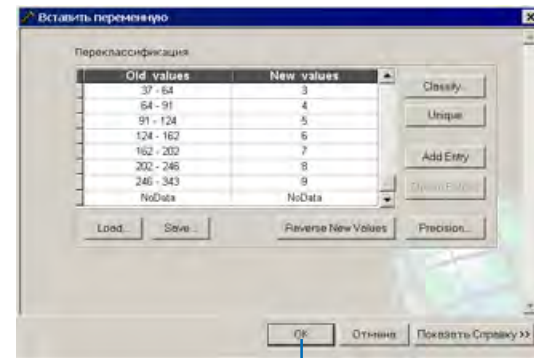 Вставить переменную
Переклассификация
Old values New values
37 - 64 3
64 - 91 4
91 - 124 5
124 - 162 6
162 - 202 7
202 - 246 8
246 - 343 9
NoData NoData
Classify...
Unique
Add Entry
Load... Save... Reverse New Values Precision...
OK Отмена Показать Справку >>